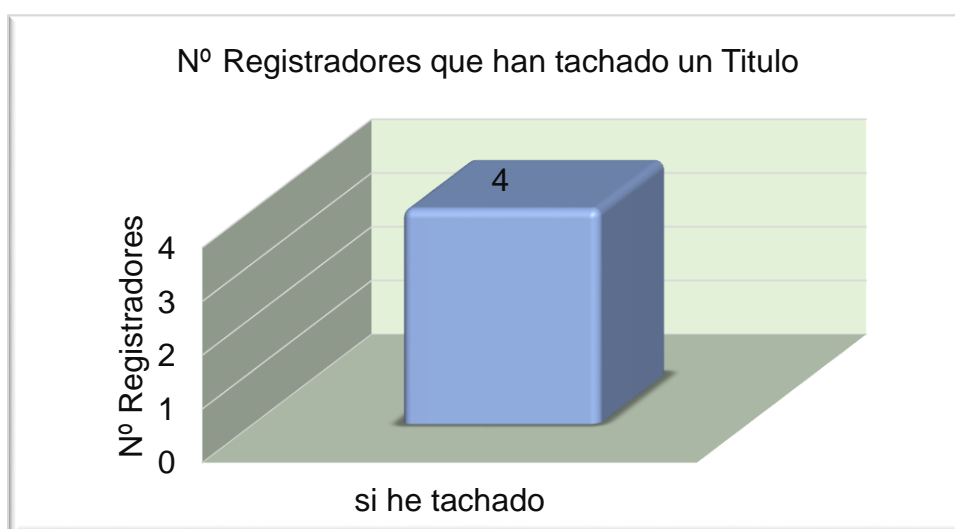 Nº Registradores que han tachado un Titulo
4
Nº Registradores
4
3
2
1
0
si he tachado